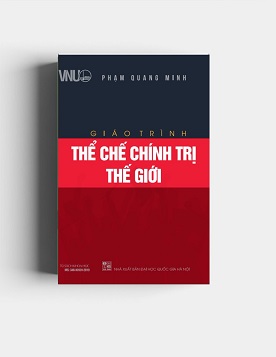 VNU
PHẠM QUANG MINH
GIÁO TRÌNH
THỂ CHẾ CHÍNH TRỊ
THẾ GIỚI
NHÀ XUẤT BẢN ĐẠI HỌC QUỐC GIA HÀ NỘI